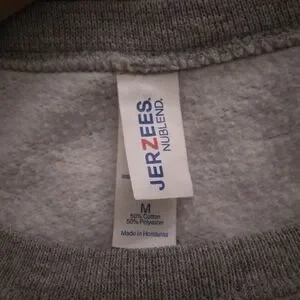 JERZEES.
NUBLEND.
M
50% Cotton
50% Polyester
Made in Honduras